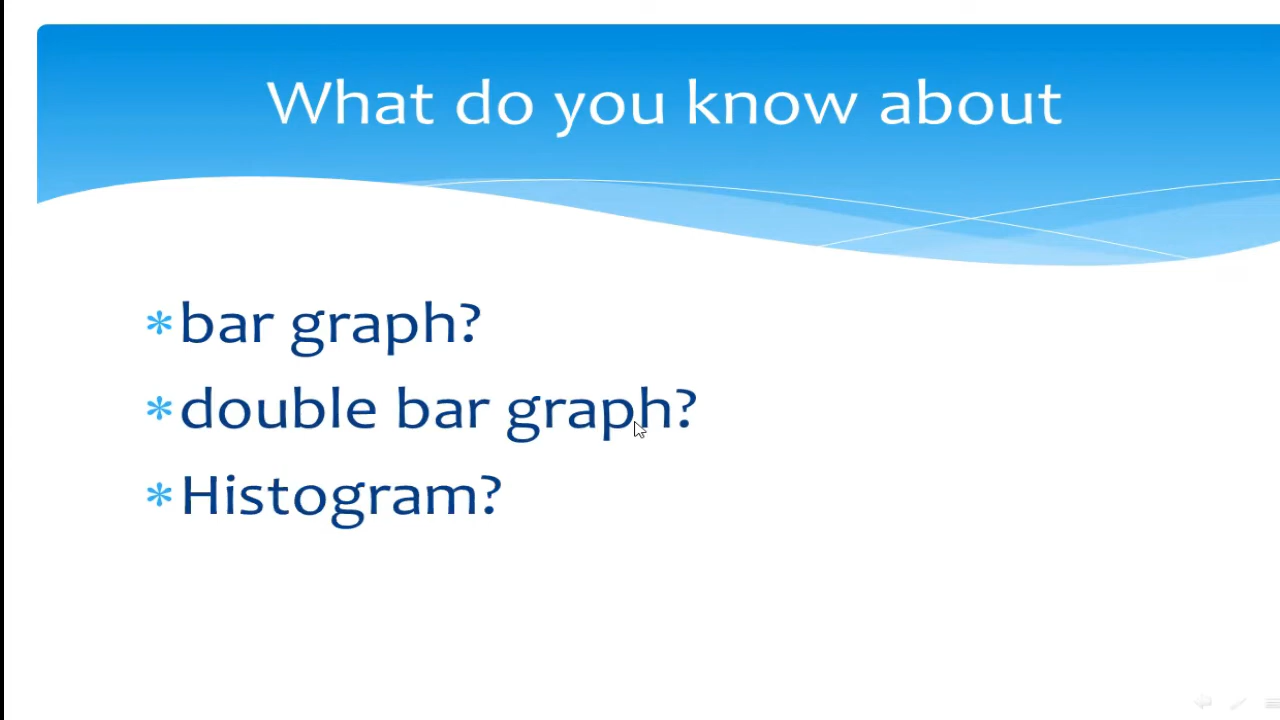 What do you know about
*bar graph?
*double bar graph?
*Histogram?